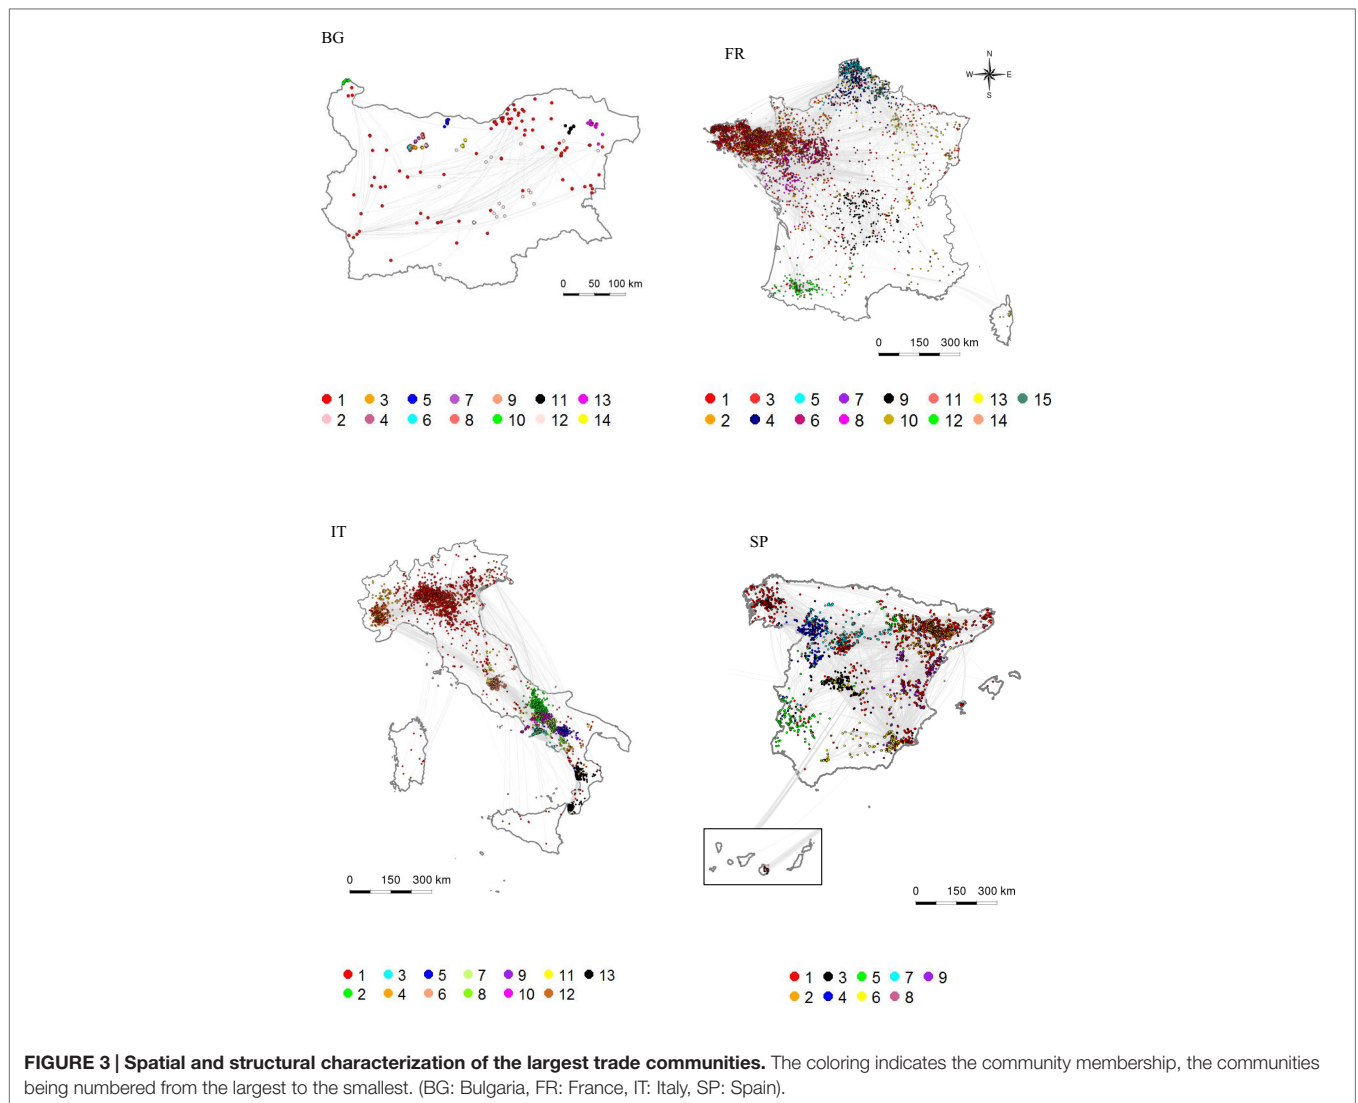 BG
FR
N
W E
S
0 50 100 km
0 150 300 km
1 3 5 7 9 11 13
2 4 6 8 10 12 14
1 3 5 7 9 11 13 15
2 4 6 8 10 12 14
IT
SP
0 150 300 km
0 150 300 km
1 3 5 7 9 11 13
2 4 6 8 10 12
1 3 5 7 9
2 4 6 8
FIGURE 3 | Spatial and structural characterization of the largest trade communities. The coloring indicates the community membership, the communities
being numbered from the largest to the smallest. (BG: Bulgaria, FR: France, IT: Italy, SP: Spain).